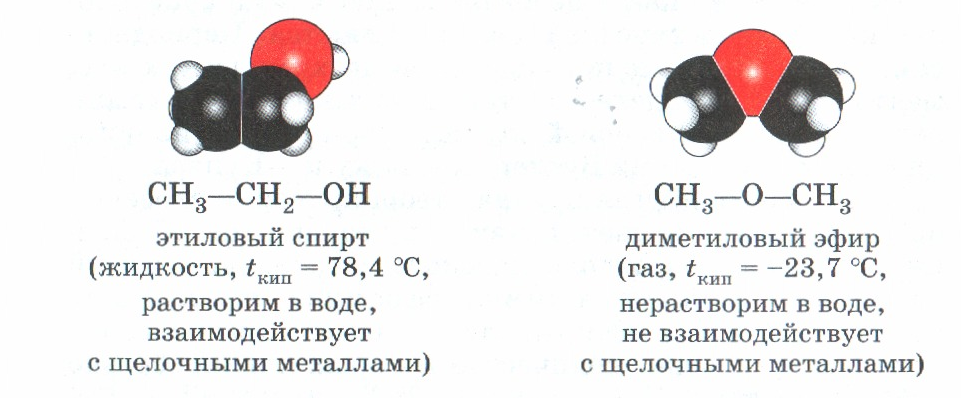 CH₃—CH₂—OH
этиловый спирт
(жидкость, tкип = 78,4 °C,
растворим в воде,
взаимодействует
с щелочными металлами)
CH₃—O—CH₃
диметиловый эфир
(газ, tкип = –23,7 °C,
нерастворим в воде,
не взаимодействует
с щелочными металлами)